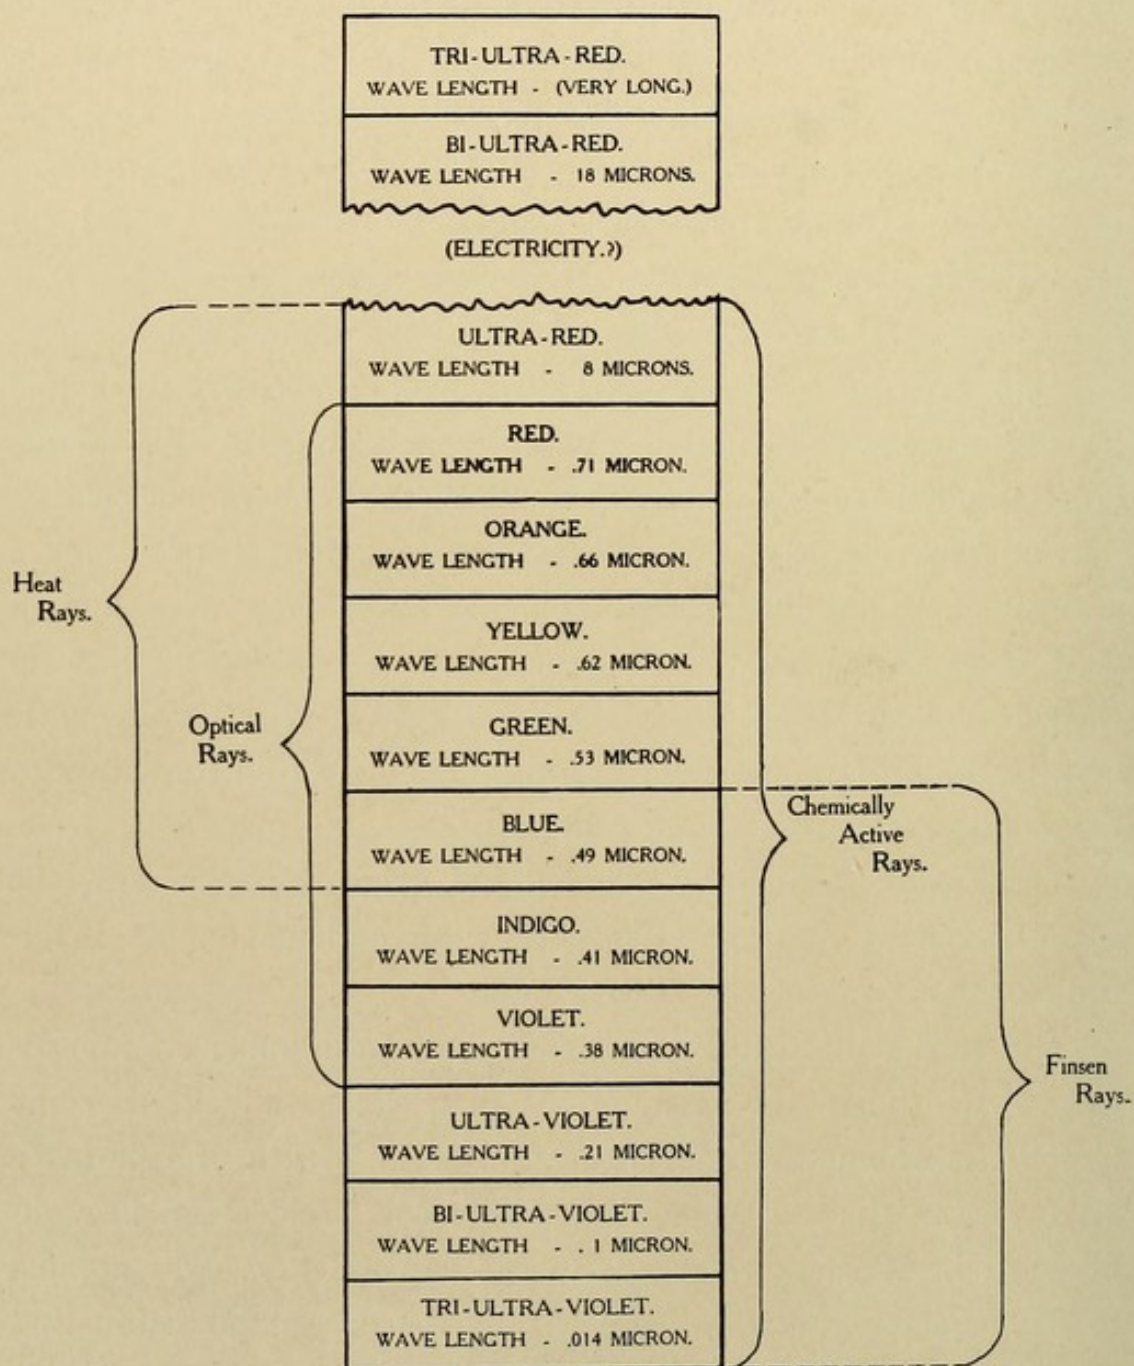 TRI-ULTRA-RED.
WAVE LENGTH - (VERY LONG.)
BI-ULTRA-RED.
WAVE LENGTH - 18 MICRONS.
(ELECTRICITY.?)
ULTRA-RED.
WAVE LENGTH - 8 MICRONS.
RED.
WAVE LENGTH - .71 MICRON.
ORANGE.
WAVE LENGTH - .66 MICRON.
Heat
Rays.
YELLOW.
WAVE LENGTH - .62 MICRON.
Optical
Rays.
GREEN.
WAVE LENGTH - .53 MICRON.
BLUE.
WAVE LENGTH - .49 MICRON.
Chemically
Active
Rays.
INDIGO.
WAVE LENGTH - .41 MICRON.
VIOLET.
WAVE LENGTH - .38 MICRON.
Finsen
Rays.
ULTRA-VIOLET.
WAVE LENGTH - .21 MICRON.
BI-ULTRA-VIOLET.
WAVE LENGTH - . 1 MICRON.
TRI-ULTRA-VIOLET.
WAVE LENGTH - .014 MICRON.